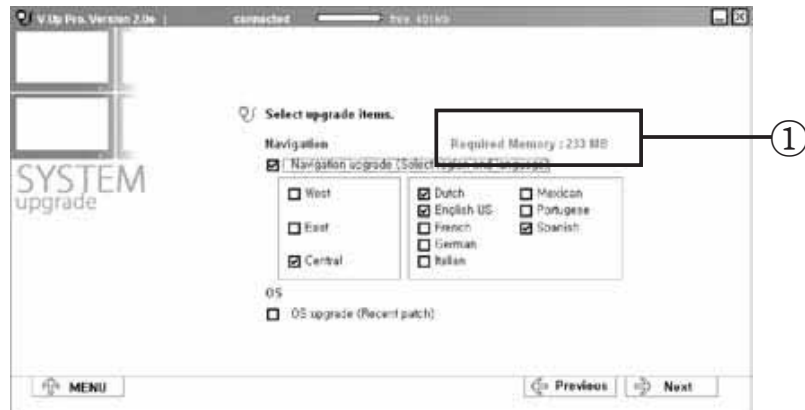 V.Up Pro. Version 2.0e | connected free 401Mb
Select upgrade items.
Navigation Required Memory : 233 MB
①
Navigation upgrade (Select region and language)
SYSTEM
upgrade
West Dutch Mexican
English US Portugese
East French Spanish
German
Central Italian
OS
OS upgrade (Recent patch)
MENU Previous Next